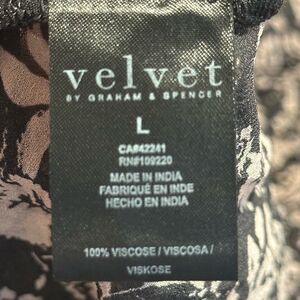 velvet
BY GRAHAM & SPENCER
L
CA#42241
RN#109220
MADE IN INDIA
FABRIQUÉ EN INDE
HECHO EN INDIA
100% VISCOSE / VISCOSA /
VISKOSE